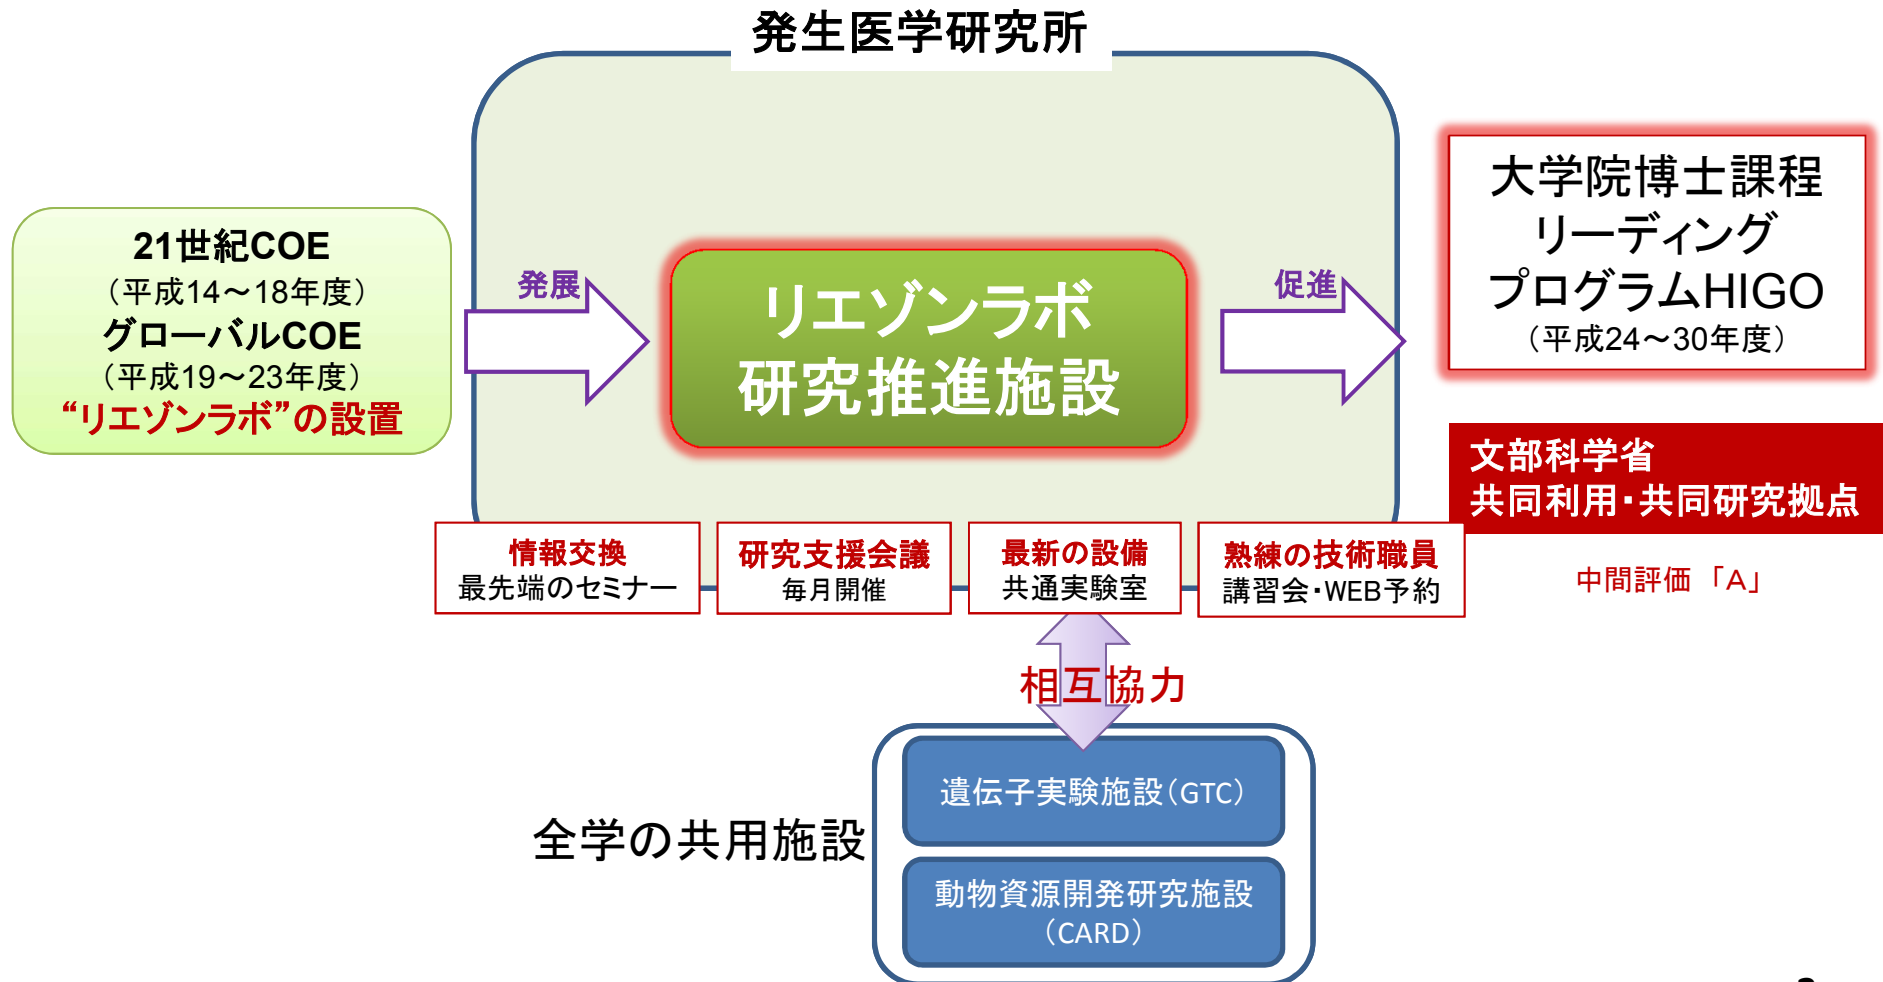 発生医学研究所
21世紀COE
（平成14～18年度）
グローバルCOE
（平成19～23年度）
“リエゾンラボ”の設置
発展
リエゾンラボ
研究推進施設
促進
大学院博士課程
リーディング
プログラムHIGO
（平成24～30年度）
文部科学省
共同利用・共同研究拠点
中間評価 「A」
情報交換
最先端のセミナー
研究支援会議
毎月開催
最新の設備
共通実験室
熟練の技術職員
講習会・WEB予約
相互協力
全学の共用施設
遺伝子実験施設（GTC）
動物資源開発研究施設
（CARD）